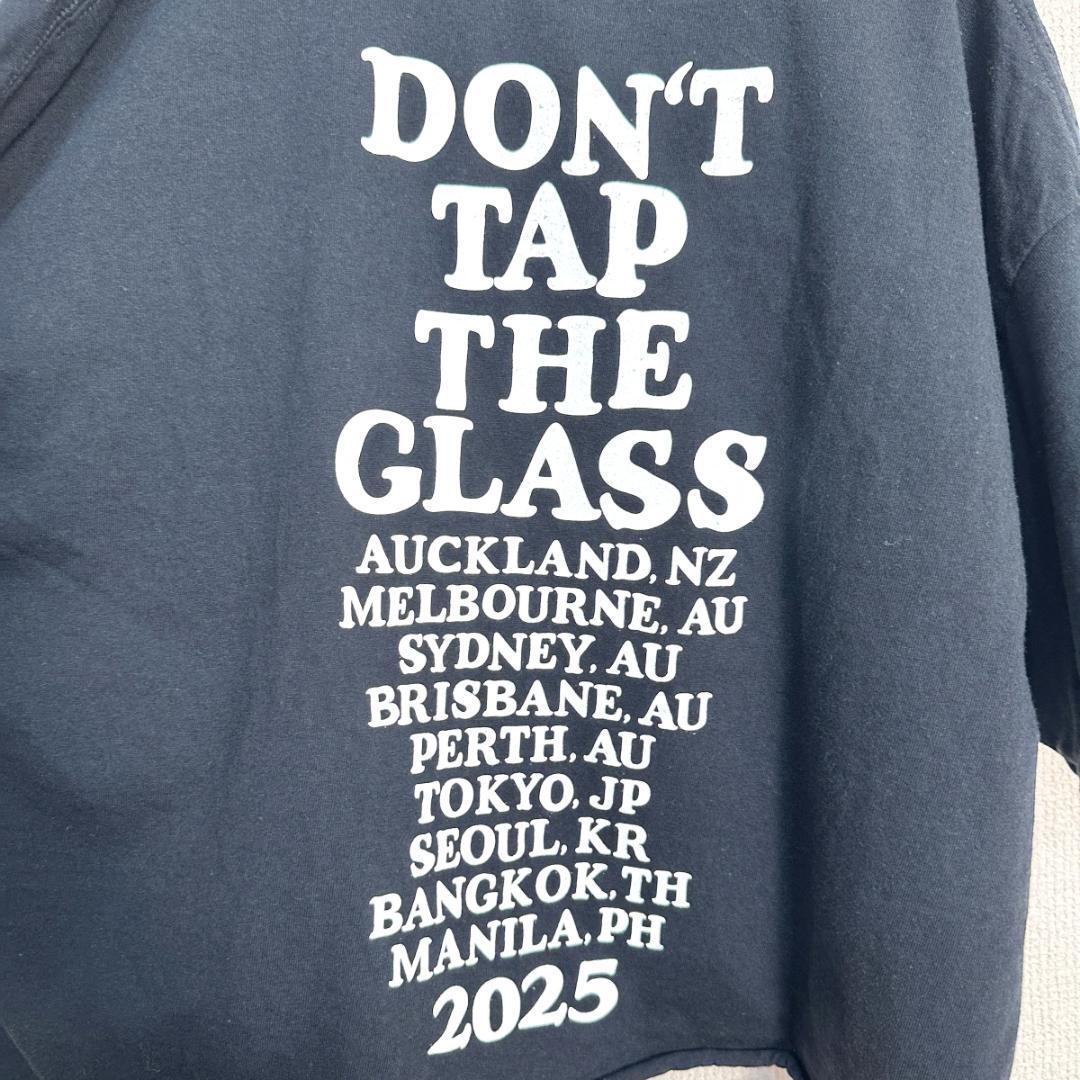 DON‘T
TAP
THE
GLASS
AUCKLAND, NZ
MELBOURNE, AU
SYDNEY, AU
BRISBANE, AU
PERTH, AU
TOKYO, JP
SEOUL, KR
BANGKOK, TH
MANILA, PH
2025